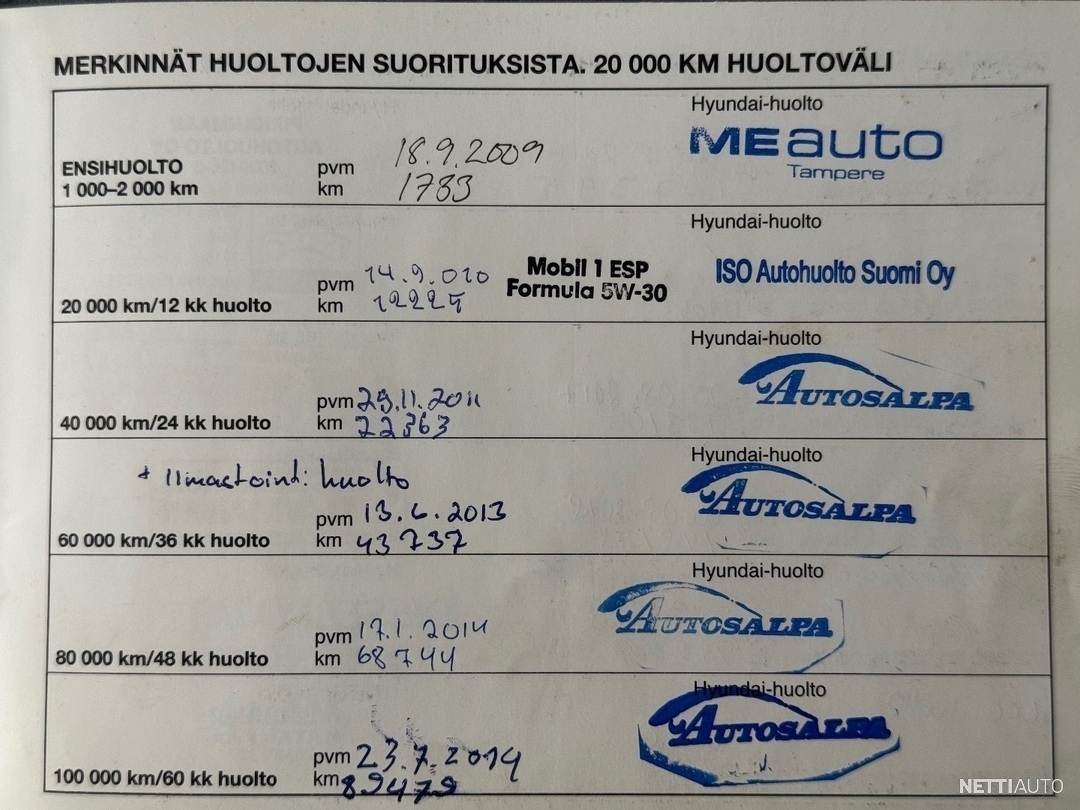 MERKINNÄT HUOLTOJEN SUORITUKSISTA. 20 000 KM HUOLTOVÄLI
Hyundai-huolto
MEauto
Tampere
ENSIHUOLTO
1 000–2 000 km
pvm 18.9.2009
km 1783
Hyundai-huolto
ISO Autohuolto Suomi Oy
Mobil 1 ESP
Formula 5W-30
20 000 km/12 kk huolto
pvm 14.9.010
km 12227
Hyundai-huolto
AUTOSALPA
40 000 km/24 kk huolto
pvm 29.11.2011
km 22363
Hyundai-huolto
AUTOSALPA
+ Ilmastointi huolto
60 000 km/36 kk huolto
pvm 13.6.2013
km 43737
Hyundai-huolto
AUTOSALPA
80 000 km/48 kk huolto
pvm 17.1.2014
km 68744
Hyundai-huolto
AUTOSALPA
100 000 km/60 kk huolto
pvm 23.7.2014
km 89479
NETTIAUTO